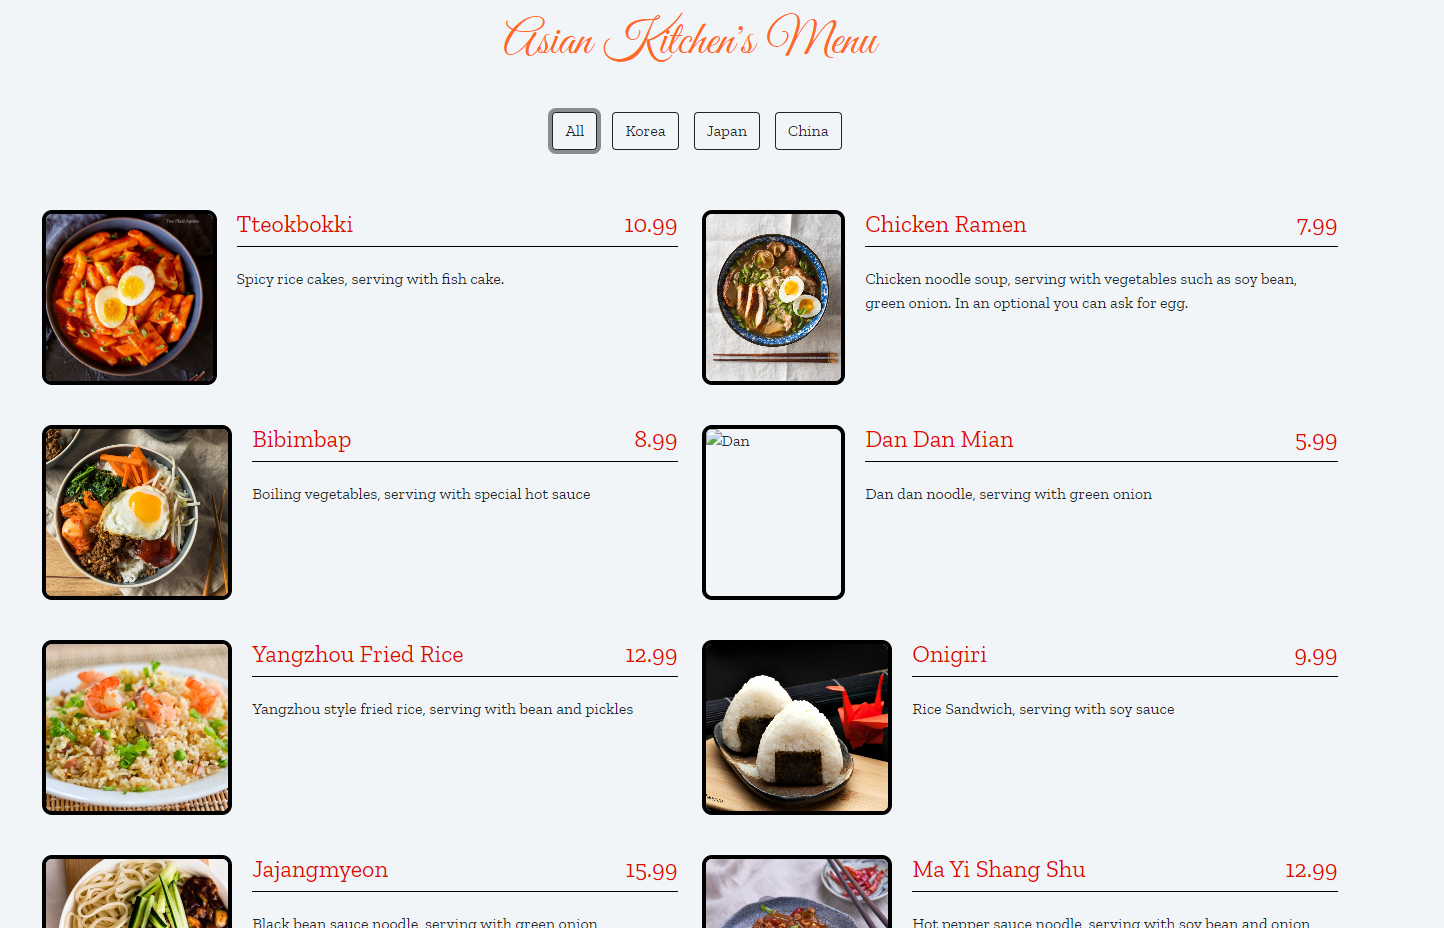 Asian Kitchen's Menu
All Korea Japan China
Tteokbokki 10.99
Spicy rice cakes, serving with fish cake.
Chicken Ramen 7.99
Chicken noodle soup, serving with vegetables such as soy bean,
green onion. In an optional you can ask for egg.
Bibimbap 8.99
Boiling vegetables, serving with special hot sauce
Dan
Dan Dan Mian 5.99
Dan dan noodle, serving with green onion
Yangzhou Fried Rice 12.99
Yangzhou style fried rice, serving with bean and pickles
Onigiri 9.99
Rice Sandwich, serving with soy sauce
Jajangmyeon 15.99
Black bean sauce noodle, serving with green onion
Ma Yi Shang Shu 12.99
Hot pepper sauce noodle, serving with soy bean and onion